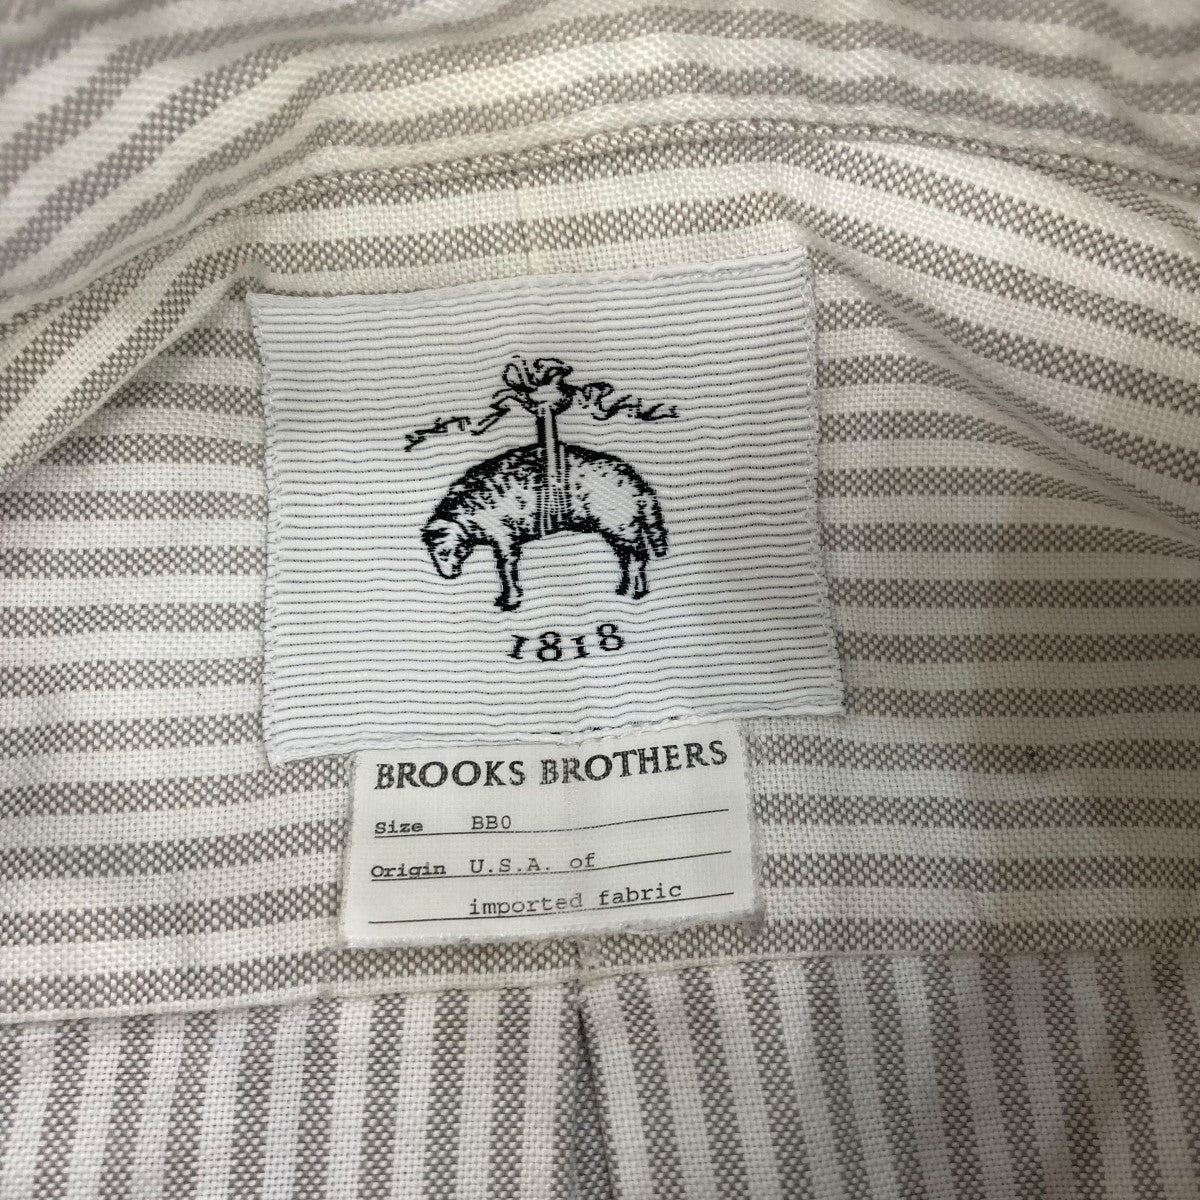 1818
BROOKS BROTHERS
Size BB0
Origin U.S.A. of
imported fabric